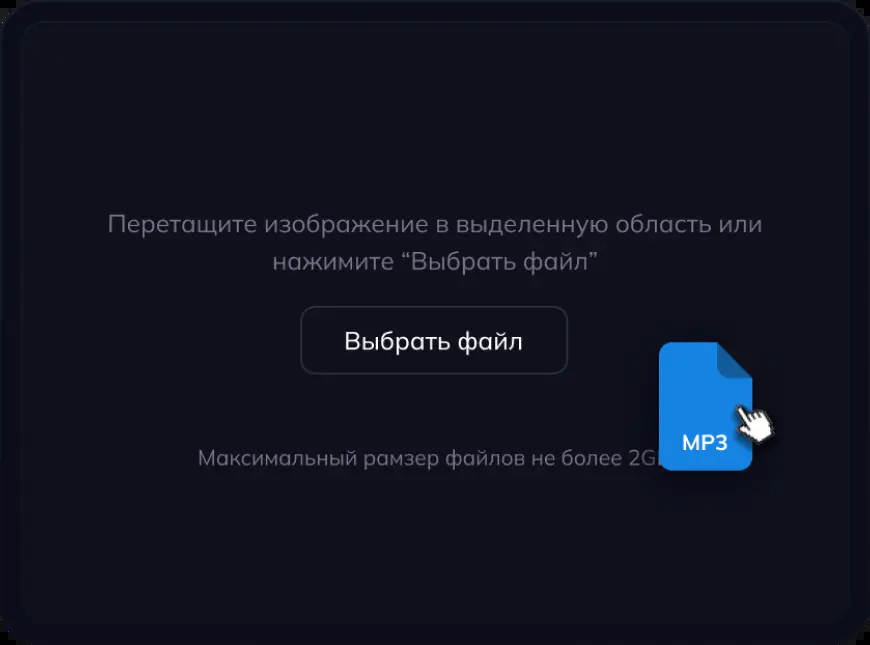 Перетащите изображение в выделенную область или
нажимите “Выбрать файл”
Выбрать файл
MP3
Максимальный рамзер файлов не более